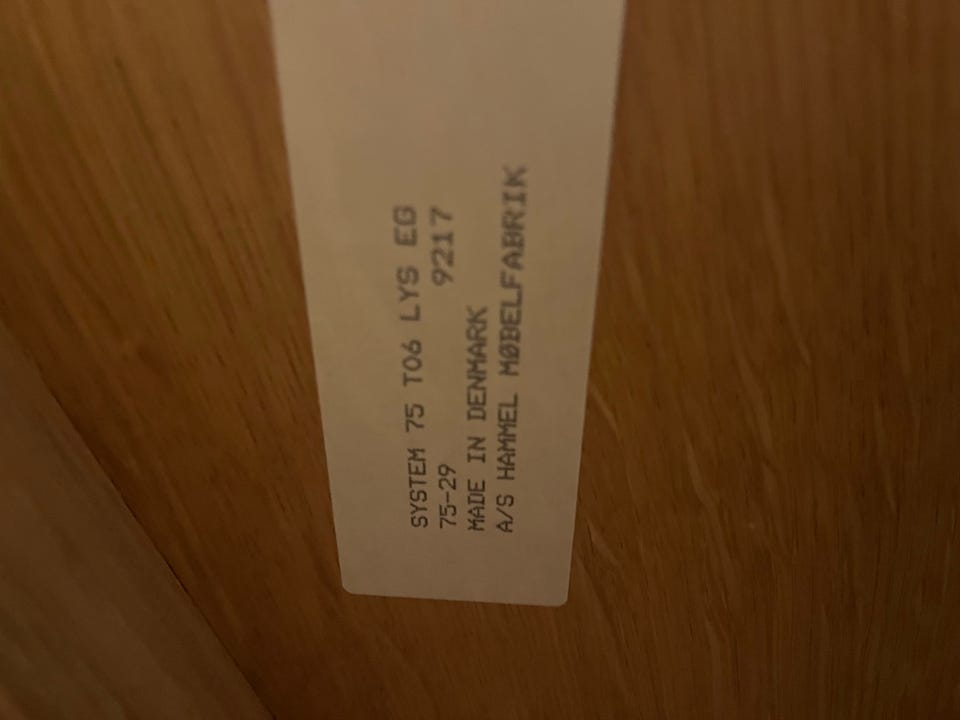 SYSTEM 75 T06 LYS EG
75-29 9217
MADE IN DENMARK
A/S HAMMEL MØBELFABRIK